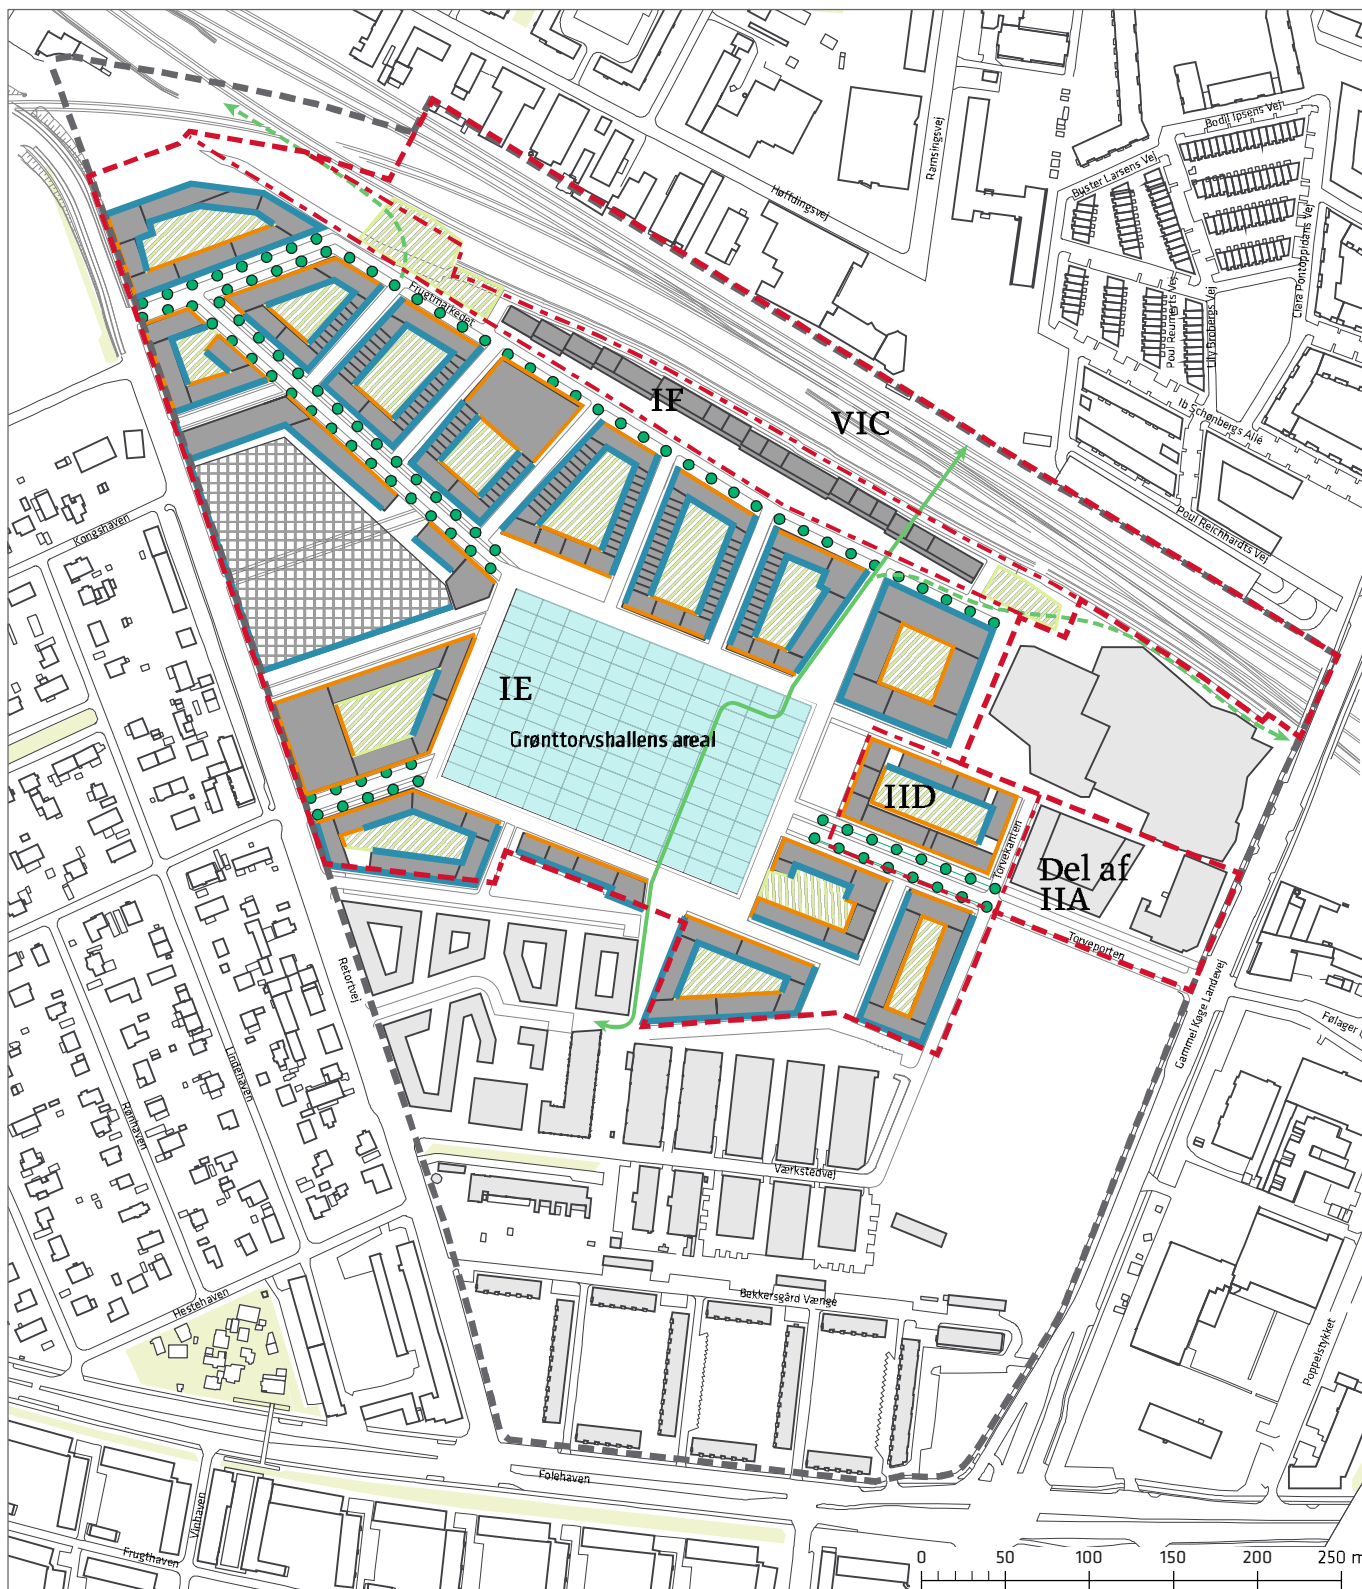 Bodil Ipsens Vej
Ramsingsvej
Buster Larsens Vej
Høffdingsvej
Clara Pontoppidans Vej
Frugtmarkedet
Poul Reumerts Vej
Lily Brobergs Vej
IF
VIC
Ib Schønbergs Allé
Kongshaven
Poul Reichhardts Vej
IE
Grønttorvshallens areal
IID
Torvekanten
Del af
IIA
Torveporten
Retortvej
Gammel Køge Landevej
Følager
Lindehaven
Rønhaven
Værkstedvej
Hestehaven
Bakkersgård Vænge
Poppelstykket
Folehaven
Vinhaven
Frugthaven
0 50 100 150 200 250 m